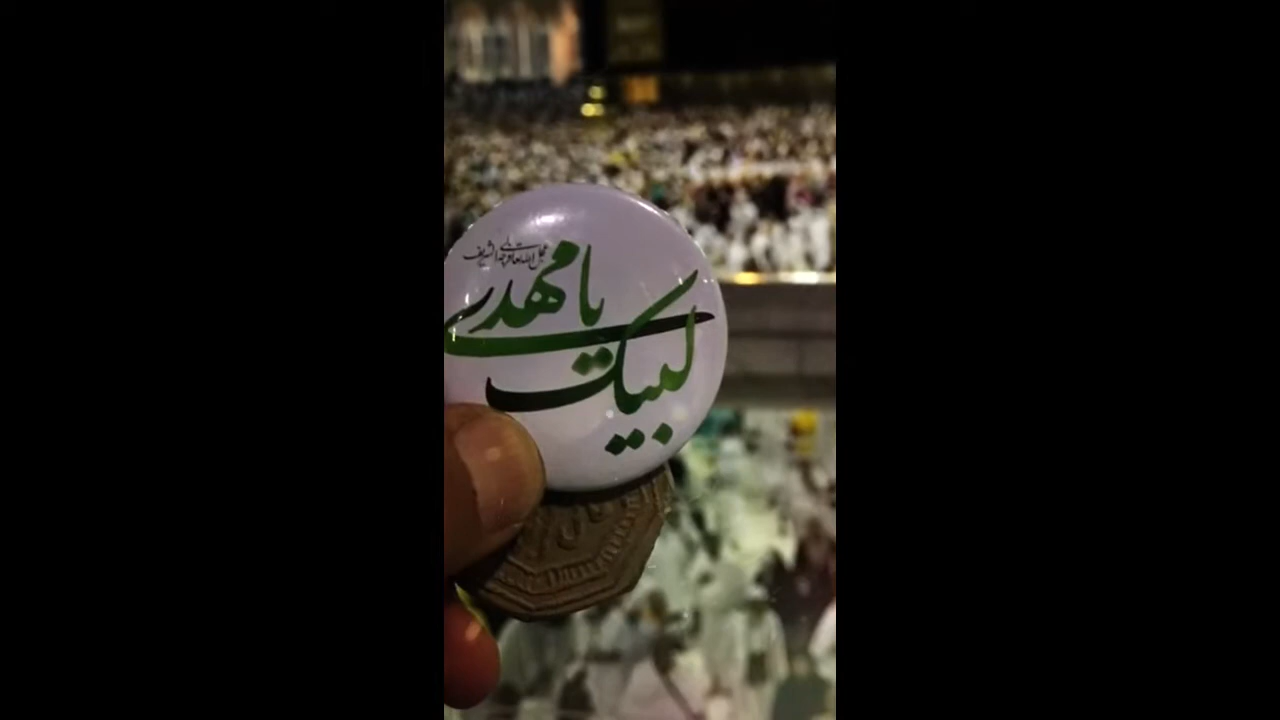 عجل الله تعالی فرجه الشریف
یا مهدی
لبیک